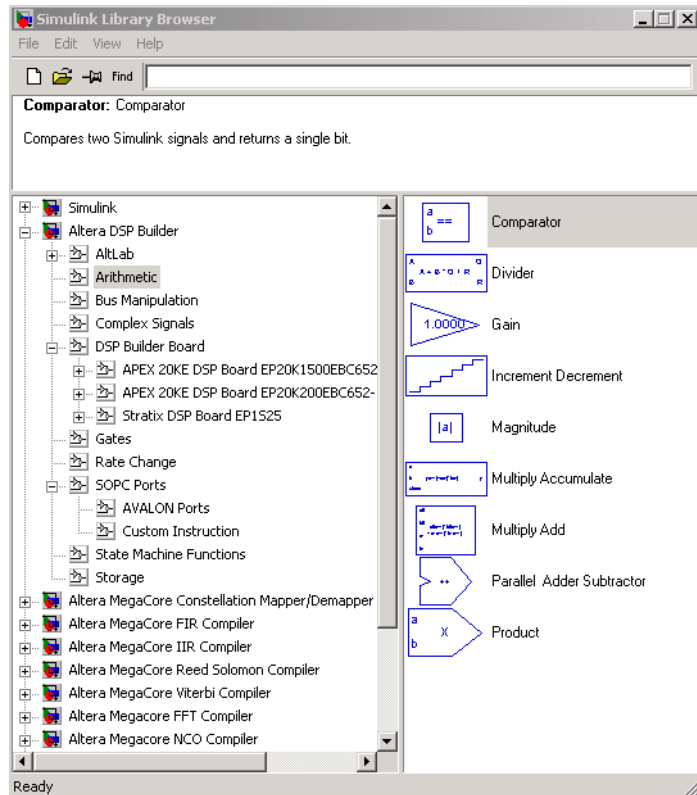 Simulink Library Browser
File Edit View Help
Find
Comparator: Comparator
Compares two Simulink signals and returns a single bit.
Simulink
Altera DSP Builder
AltLab
Arithmetic
Bus Manipulation
Complex Signals
DSP Builder Board
APEX 20KE DSP Board EP20K1500EBC652
APEX 20KE DSP Board EP20K200EBC652-
Stratix DSP Board EP1S25
Gates
Rate Change
SOPC Ports
AVALON Ports
Custom Instruction
State Machine Functions
Storage
Altera MegaCore Constellation Mapper/Demapper
Altera MegaCore FIR Compiler
Altera MegaCore IIR Compiler
Altera MegaCore Reed Solomon Compiler
Altera MegaCore Viterbi Compiler
Altera Megacore FFT Compiler
Altera Megacore NCO Compiler
a
b == Comparator
Divider
1.0000 Gain
Increment Decrement
|a| Magnitude
Multiply Accumulate
Multiply Add
++ Parallel Adder Subtractor
a
b X Product
Ready